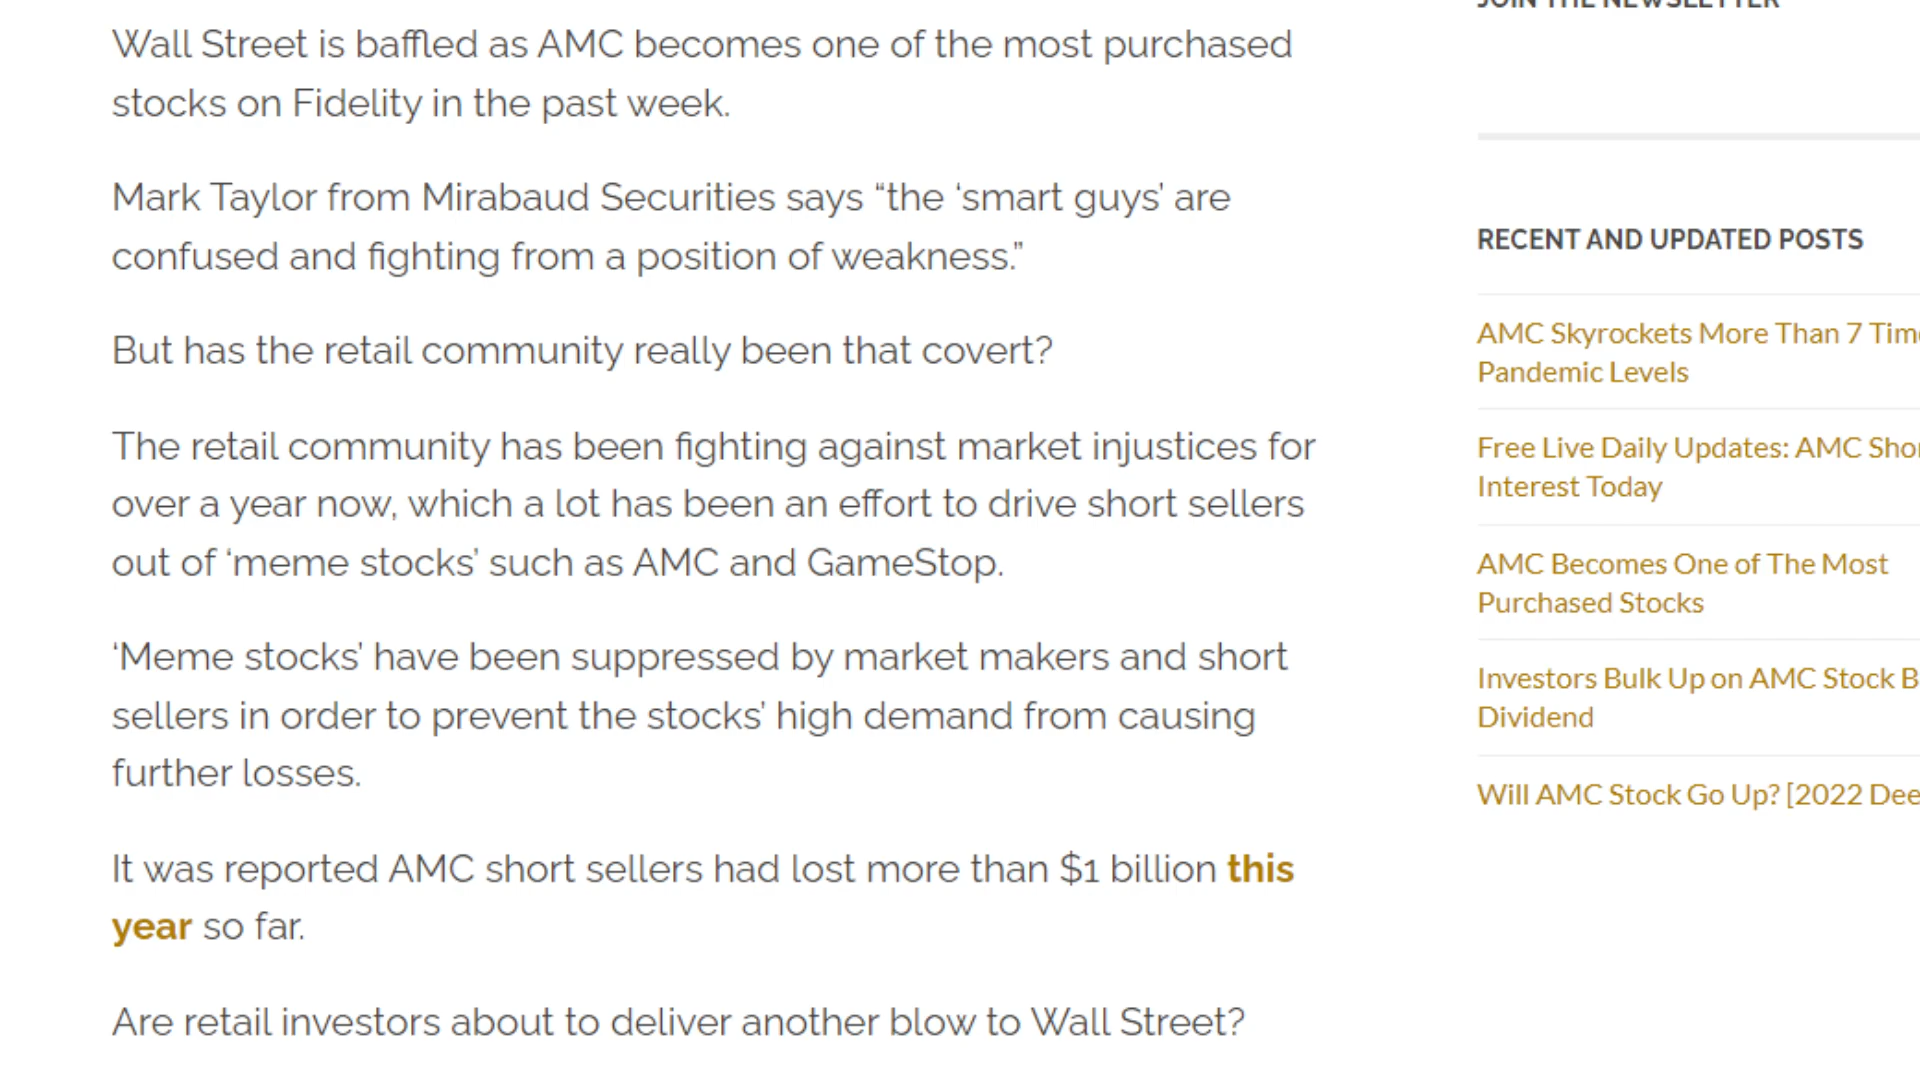 Wall Street is baffled as AMC becomes one of the most purchased
stocks on Fidelity in the past week.
Mark Taylor from Mirabaud Securities says “the ‘smart guys’ are
confused and fighting from a position of weakness.”
But has the retail community really been that covert?
The retail community has been fighting against market injustices for
over a year now, which a lot has been an effort to drive short sellers
out of ‘meme stocks’ such as AMC and GameStop.
‘Meme stocks’ have been suppressed by market makers and short
sellers in order to prevent the stocks’ high demand from causing
further losses.
It was reported AMC short sellers had lost more than $1 billion this
year so far.
Are retail investors about to deliver another blow to Wall Street?
JOIN THE NEWSLETTER
RECENT AND UPDATED POSTS
AMC Skyrockets More Than 7 Tim
Pandemic Levels
Free Live Daily Updates: AMC Sho
Interest Today
AMC Becomes One of The Most
Purchased Stocks
Investors Bulk Up on AMC Stock B
Dividend
Will AMC Stock Go Up? [2022 Dee